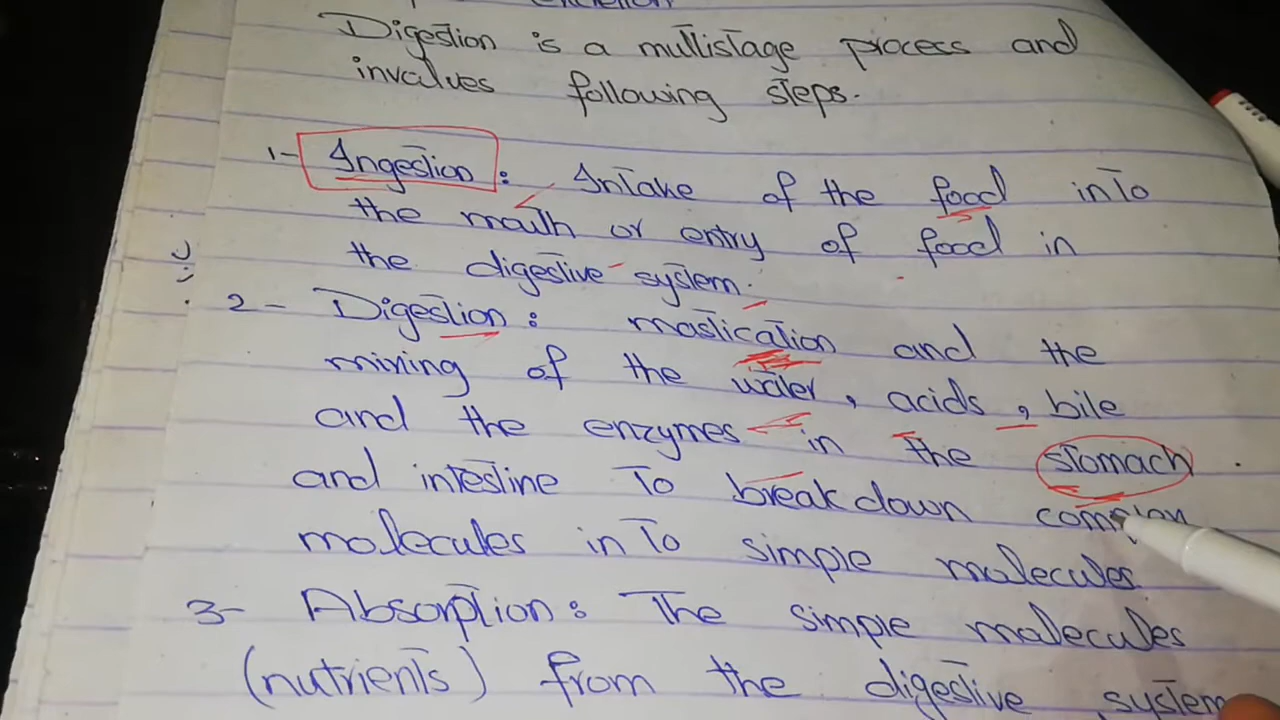 Digestion is a multistage process and
involves following steps.
1- Ingestion : Intake of the food into
the mouth or entry of food in
the digestive system.
2- Digestion : mastication and the
mixing of the water, acids, bile
and the enzymes in the stomach
and intestine to breakdown complex
molecules into simple molecules.
3- Absorption : The simple molecules
(nutrients) from the digestive system